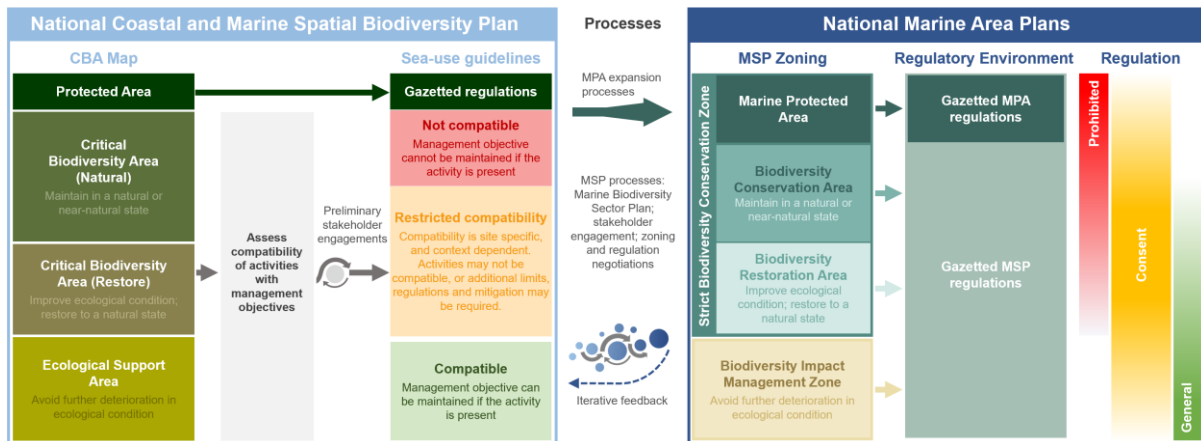 National Coastal and Marine Spatial Biodiversity Plan
CBA Map
Sea-use guidelines
Protected Area
Gazetted regulations
Critical
Biodiversity Area
(Natural)
Maintain in a natural or
near-natural state
Critical Biodiversity
Area (Restore)
Improve ecological condition;
restore to a natural state
Ecological Support
Area
Avoid further deterioration in
ecological condition
Assess
compatibility
of activities
with
management
objectives
Preliminary
stakeholder
engagements
Not compatible
Management objective
cannot be maintained if the
activity is present
Restricted compatibility
Compatibility is site specific,
and context dependent.
Activities may not be
compatible, or additional limits,
regulations and mitigation may
be required.
Compatible
Management objective can
be maintained if the activity
is present
Processes
MPA expansion
processes
MSP processes:
Marine Biodiversity
Sector Plan;
stakeholder
engagement; zoning
and regulation
negotiations
Iterative feedback
National Marine Area Plans
MSP Zoning
Regulatory Environment
Regulation
Strict Biodiversity Conservation Zone
Marine Protected
Area
Biodiversity
Conservation Area
Maintain in a natural or
near-natural state
Biodiversity
Restoration Area
Improve ecological
condition; restore to a
natural state
Biodiversity Impact
Management Zone
Avoid further deterioration in
ecological condition
Gazetted MPA
regulations
Gazetted MSP
regulations
Prohibited
Consent
General